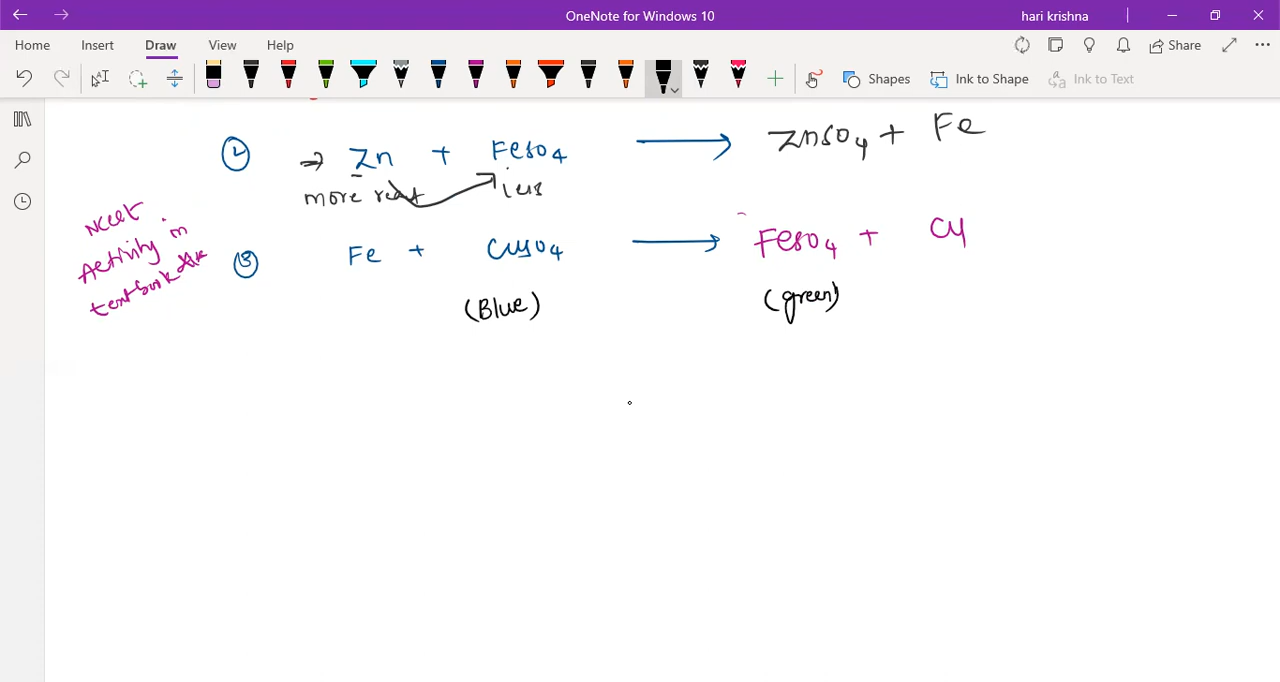 OneNote for Windows 10
hari krishna
Home Insert Draw View Help
Share
Shapes Ink to Shape Ink to Text
② ⇒ Zn + FeSO4 → ZnSO4 + Fe
more reat less
Ncert
Activity in
textbook
③ Fe + CuSO4 → FeSO4 + Cu
(Blue) (green)